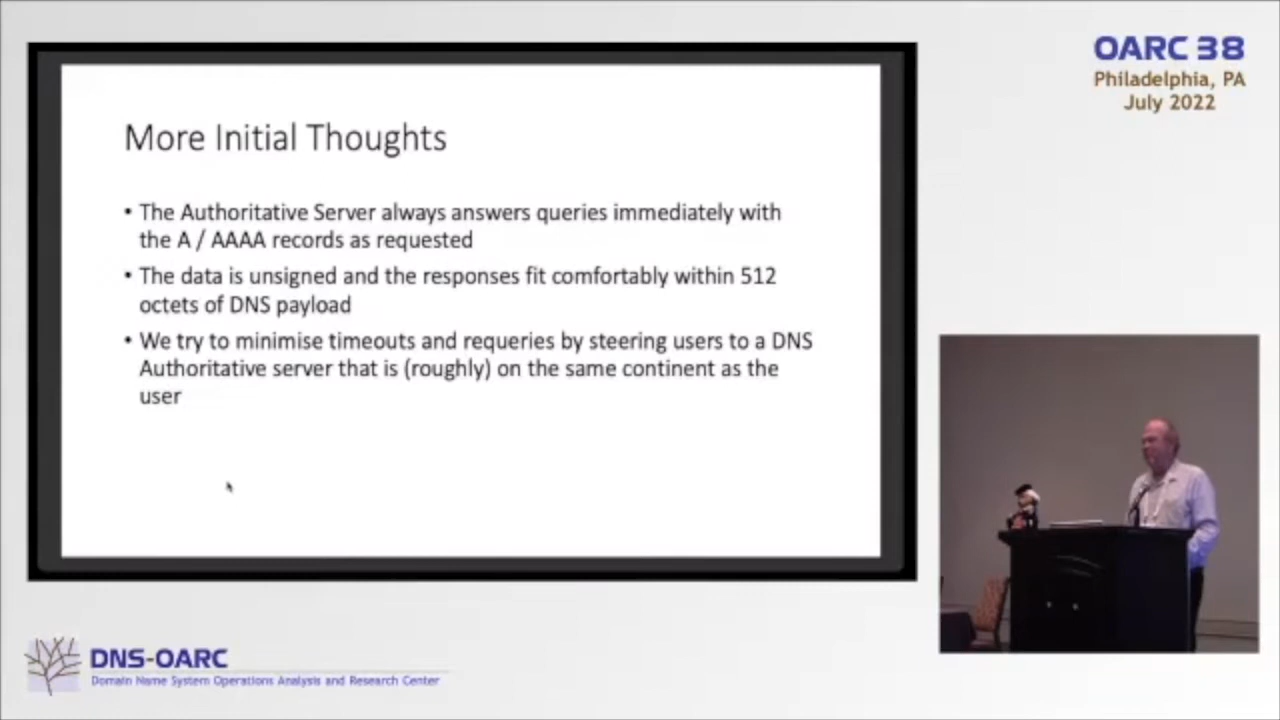 OARC 38
Philadelphia, PA
July 2022
More Initial Thoughts
• The Authoritative Server always answers queries immediately with
the A / AAAA records as requested
• The data is unsigned and the responses fit comfortably within 512
octets of DNS payload
• We try to minimise timeouts and requeries by steering users to a DNS
Authoritative server that is (roughly) on the same continent as the
user
DNS-OARC
Domain Name System Operations Analysis and Research Center